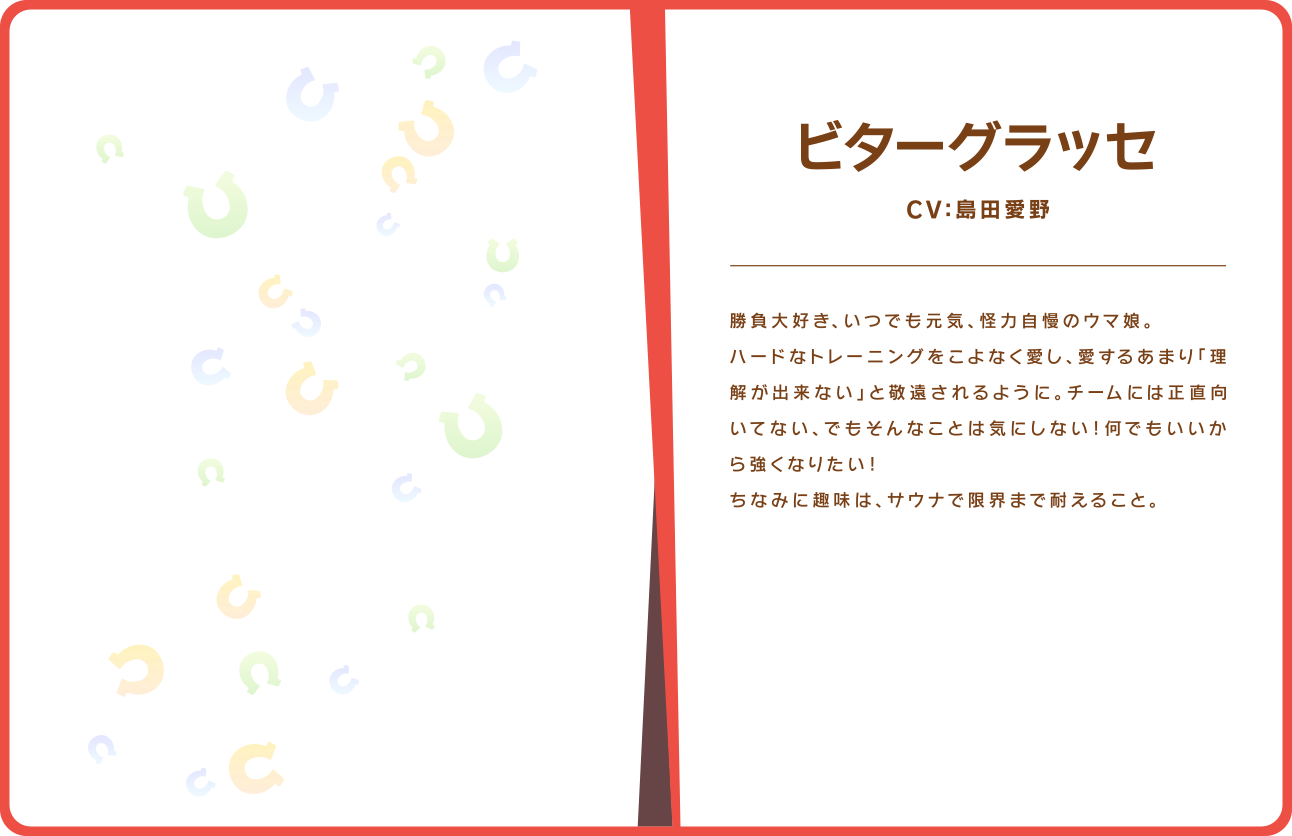 ビターグラッセ
CV:島田愛野
勝負大好き、いつでも元気、怪力自慢のウマ娘。
ハードなトレーニングをこよなく愛し、愛するあまり「理
解が出来ない」と敬遠されるように。チームには正直向
いてない、でもそんなことは気にしない！何でもいいか
ら強くなりたい！
ちなみに趣味は、サウナで限界まで耐えること。